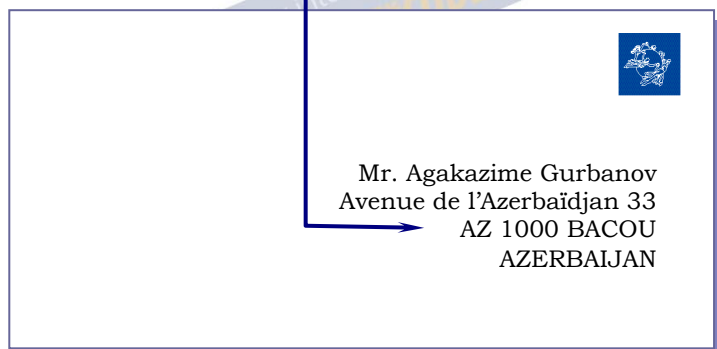 Mr. Agakazime Gurbanov
Avenue de l’Azerbaïdjan 33
AZ 1000 BACOU
AZERBAIJAN